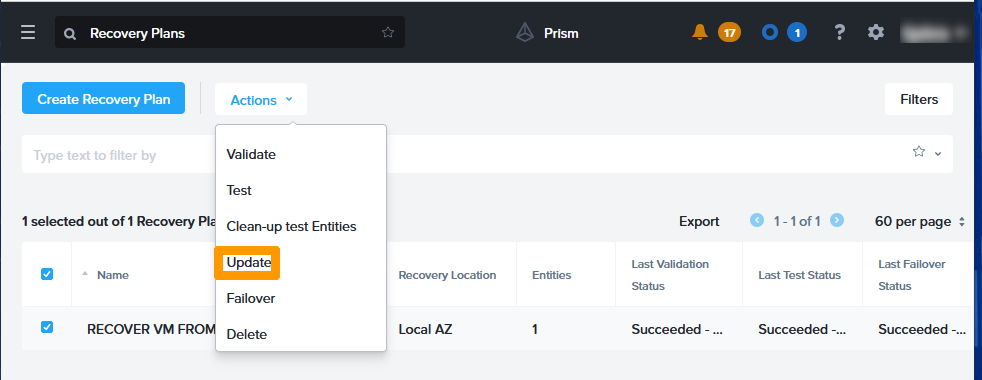 Recovery Plans
Prism
17
1
?
Create Recovery Plan
Actions
Filters
Type text to filter by
Validate
Test
Clean-up test Entities
Update
Failover
Delete
1 selected out of 1 Recovery Pla
Export
1 - 1 of 1
60 per page
Name
Recovery Location
Entities
Last Validation
Status
Last Test Status
Last Failover
Status
RECOVER VM FROM
Local AZ
1
Succeeded - ...
Succeeded - ...
Succeeded -...